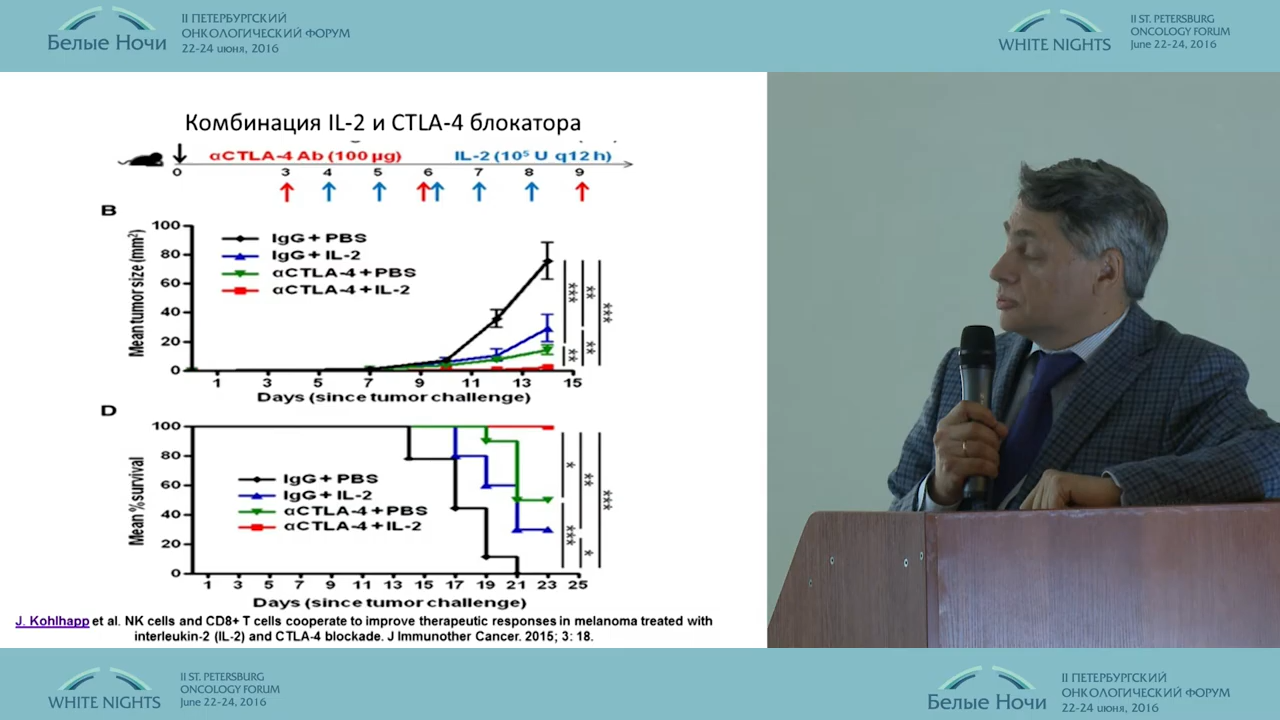 Белые Ночи
II ПЕТЕРБУРГСКИЙ
ОНКОЛОГИЧЕСКИЙ ФОРУМ
22-24 июня, 2016
WHITE NIGHTS
II ST. PETERSBURG
ONCOLOGY FORUM
June 22-24, 2016
Комбинация IL-2 и CTLA-4 блокатора
αCTLA-4 Ab (100 µg) IL-2 (10⁵ U q12h)
0 3 4 5 6 7 8 9
B
Mean tumor size (mm²)
100
80
60
40
20
0
IgG + PBS
IgG + IL-2
αCTLA-4 + PBS
αCTLA-4 + IL-2
*** ** ***
** **
1 3 5 7 9 11 13 15
Days (since tumor challenge)
D
Mean % survival
100
80
60
40
20
0
IgG + PBS
IgG + IL-2
αCTLA-4 + PBS
αCTLA-4 + IL-2
* ** ***
*** *
1 3 5 7 9 11 13 15 17 19 21 23 25
Days (since tumor challenge)
J. Kohlhapp et al. NK cells and CD8+ T cells cooperate to improve therapeutic responses in melanoma treated with
interleukin-2 (IL-2) and CTLA-4 blockade. J Immunother Cancer. 2015; 3: 18.
WHITE NIGHTS
II ST. PETERSBURG
ONCOLOGY FORUM
June 22-24, 2016
Белые Ночи
II ПЕТЕРБУРГСКИЙ
ОНКОЛОГИЧЕСКИЙ ФОРУМ
22-24 июня, 2016